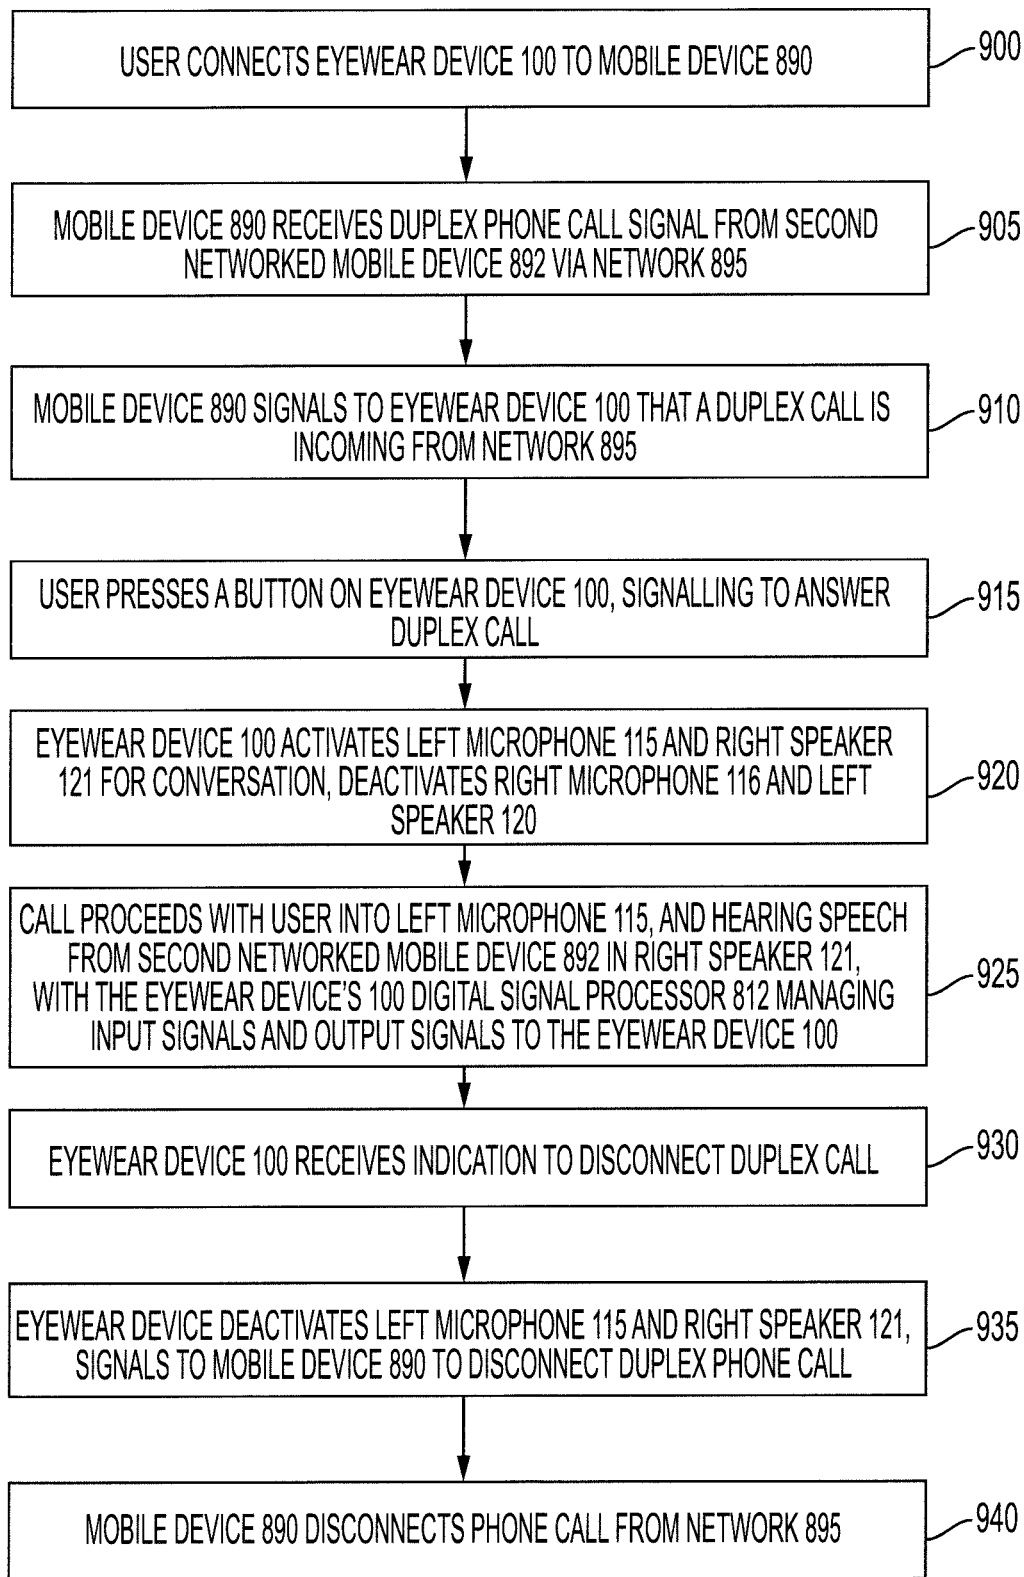 USER CONNECTS EYEWEAR DEVICE 100 TO MOBILE DEVICE 890
900
MOBILE DEVICE 890 RECEIVES DUPLEX PHONE CALL SIGNAL FROM SECOND
NETWORKED MOBILE DEVICE 892 VIA NETWORK 895
905
MOBILE DEVICE 890 SIGNALS TO EYEWEAR DEVICE 100 THAT A DUPLEX CALL IS
INCOMING FROM NETWORK 895
910
USER PRESSES A BUTTON ON EYEWEAR DEVICE 100, SIGNALLING TO ANSWER
DUPLEX CALL
915
EYEWEAR DEVICE 100 ACTIVATES LEFT MICROPHONE 115 AND RIGHT SPEAKER
121 FOR CONVERSATION, DEACTIVATES RIGHT MICROPHONE 116 AND LEFT
SPEAKER 120
920
CALL PROCEEDS WITH USER INTO LEFT MICROPHONE 115, AND HEARING SPEECH
FROM SECOND NETWORKED MOBILE DEVICE 892 IN RIGHT SPEAKER 121,
WITH THE EYEWEAR DEVICE'S 100 DIGITAL SIGNAL PROCESSOR 812 MANAGING
INPUT SIGNALS AND OUTPUT SIGNALS TO THE EYEWEAR DEVICE 100
925
EYEWEAR DEVICE 100 RECEIVES INDICATION TO DISCONNECT DUPLEX CALL
930
EYEWEAR DEVICE DEACTIVATES LEFT MICROPHONE 115 AND RIGHT SPEAKER 121,
SIGNALS TO MOBILE DEVICE 890 TO DISCONNECT DUPLEX PHONE CALL
935
MOBILE DEVICE 890 DISCONNECTS PHONE CALL FROM NETWORK 895
940